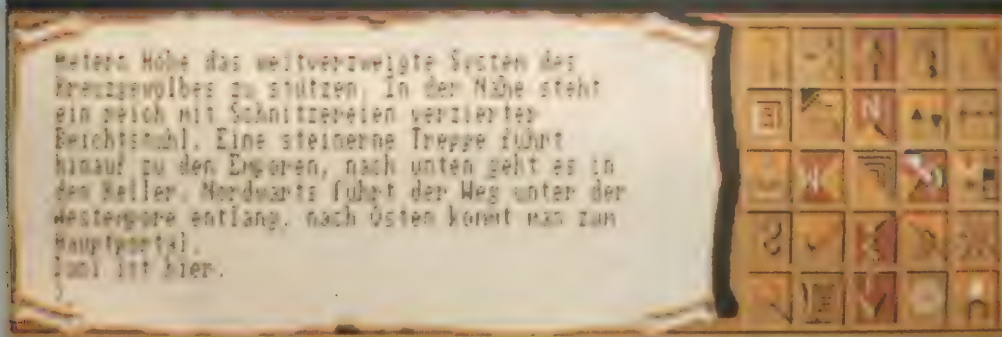 Metern Höhe das weitverzweigte System des
Kreuzgewölbes zu stützen. In der Nähe steht
ein reich mit Schnitzereien verzierter
Beichtstuhl. Eine steinerne Treppe führt
hinauf zu den Emporen, nach unten geht es in
den Keller. Nordwärts führt der Weg unter der
Westempore entlang, nach Osten kommt man zum
Hauptportal.
ist hier.